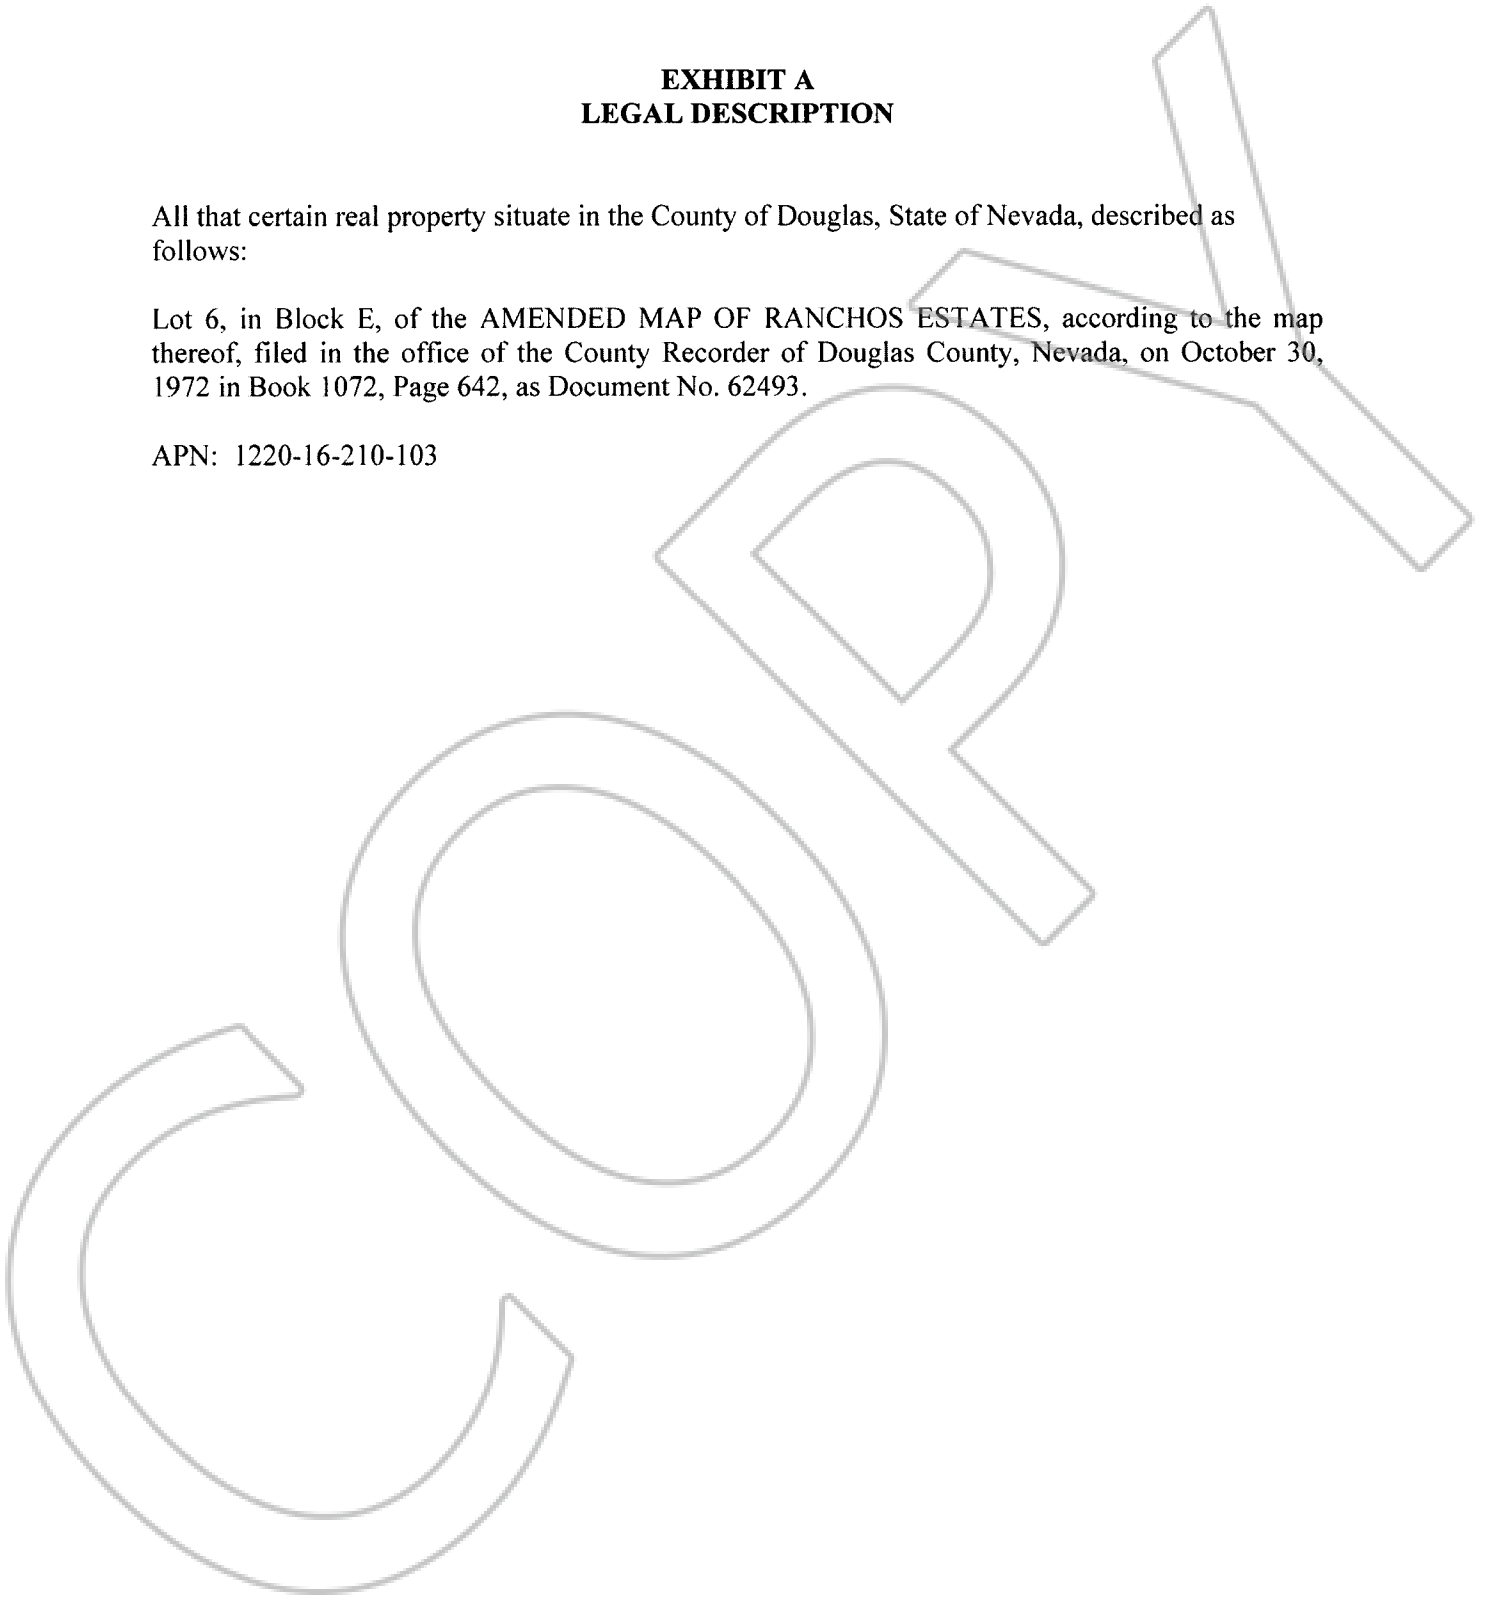 EXHIBIT A
LEGAL DESCRIPTION
All that certain real property situate in the County of Douglas, State of Nevada, described as
follows:
Lot 6, in Block E, of the AMENDED MAP OF RANCHOS ESTATES, according to the map
thereof, filed in the office of the County Recorder of Douglas County, Nevada, on October 30,
1972 in Book 1072, Page 642, as Document No. 62493.
APN: 1220-16-210-103
COPY